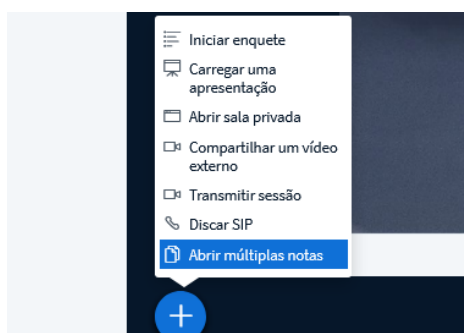 Iniciar enquete
Carregar uma
apresentação
Abrir sala privada
Compartilhar um vídeo
externo
Transmitir sessão
Discar SIP
Abrir múltiplas notas